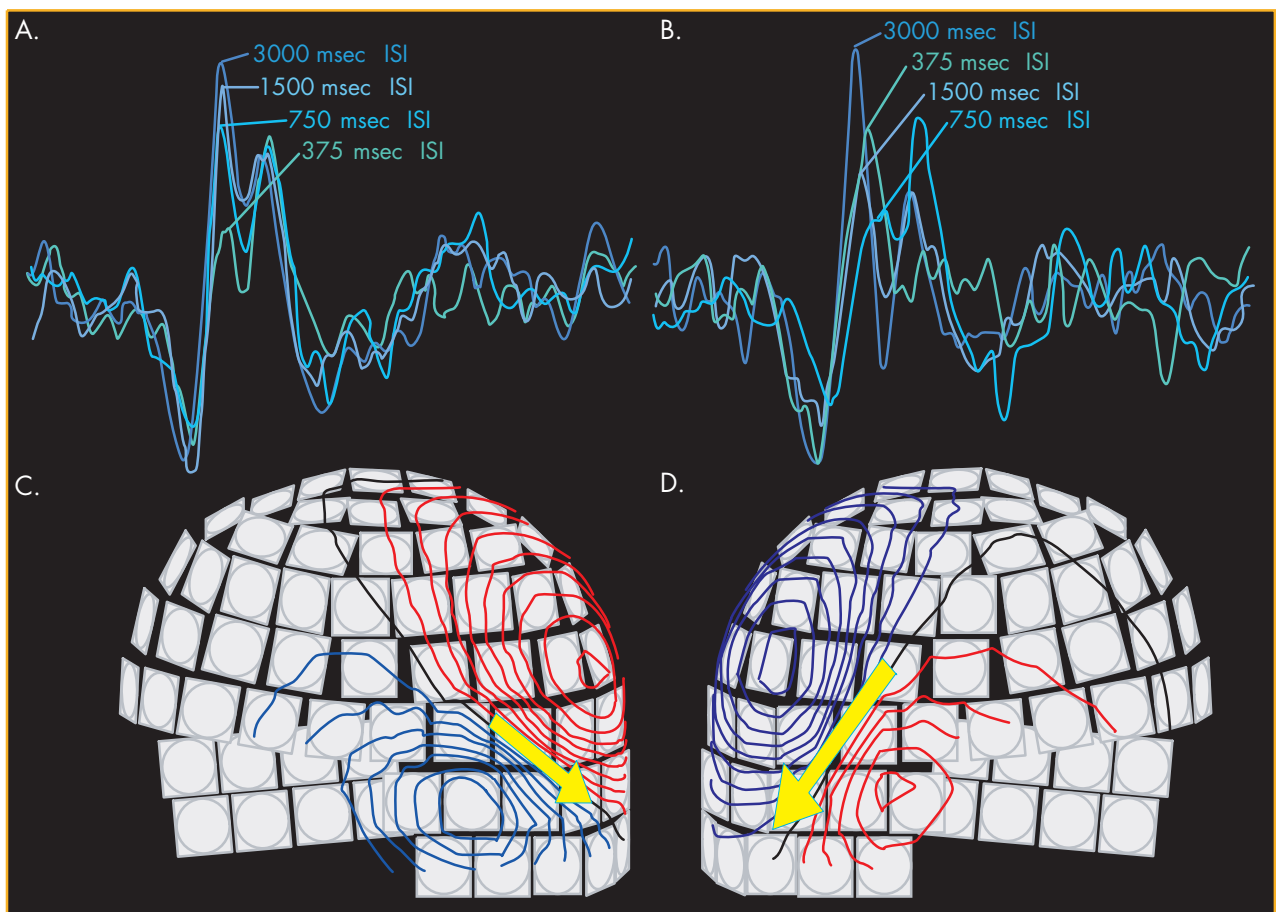 A.
3000 msec ISI
1500 msec ISI
750 msec ISI
375 msec ISI
B.
3000 msec ISI
375 msec ISI
1500 msec ISI
750 msec ISI
C.
D.